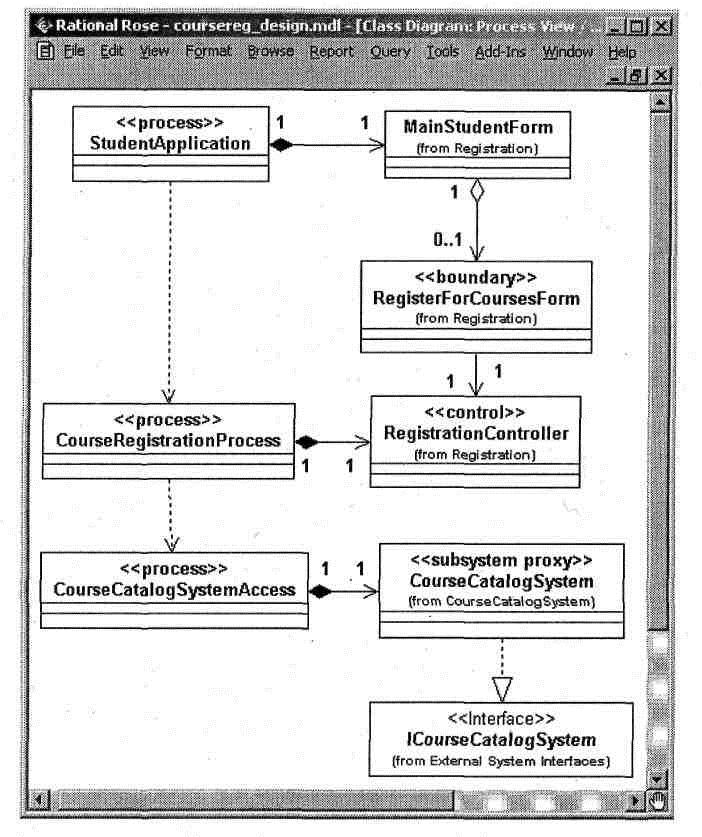 Rational Rose - coursereg_design.mdl - [Class Diagram: Process View / ...
File Edit View Format Browse Report Query Tools Add-Ins Window Help
<<process>>
StudentApplication
1
1
MainStudentForm
(from Registration)
1
0..1
<<boundary>>
RegisterForCoursesForm
(from Registration)
1
1
<<process>>
CourseRegistrationProcess
1
1
<<control>>
RegistrationController
(from Registration)
<<process>>
CourseCatalogSystemAccess
1
1
<<subsystem proxy>>
CourseCatalogSystem
(from CourseCatalogSystem)
<<Interface>>
ICourseCatalogSystem
(from External System Interfaces)